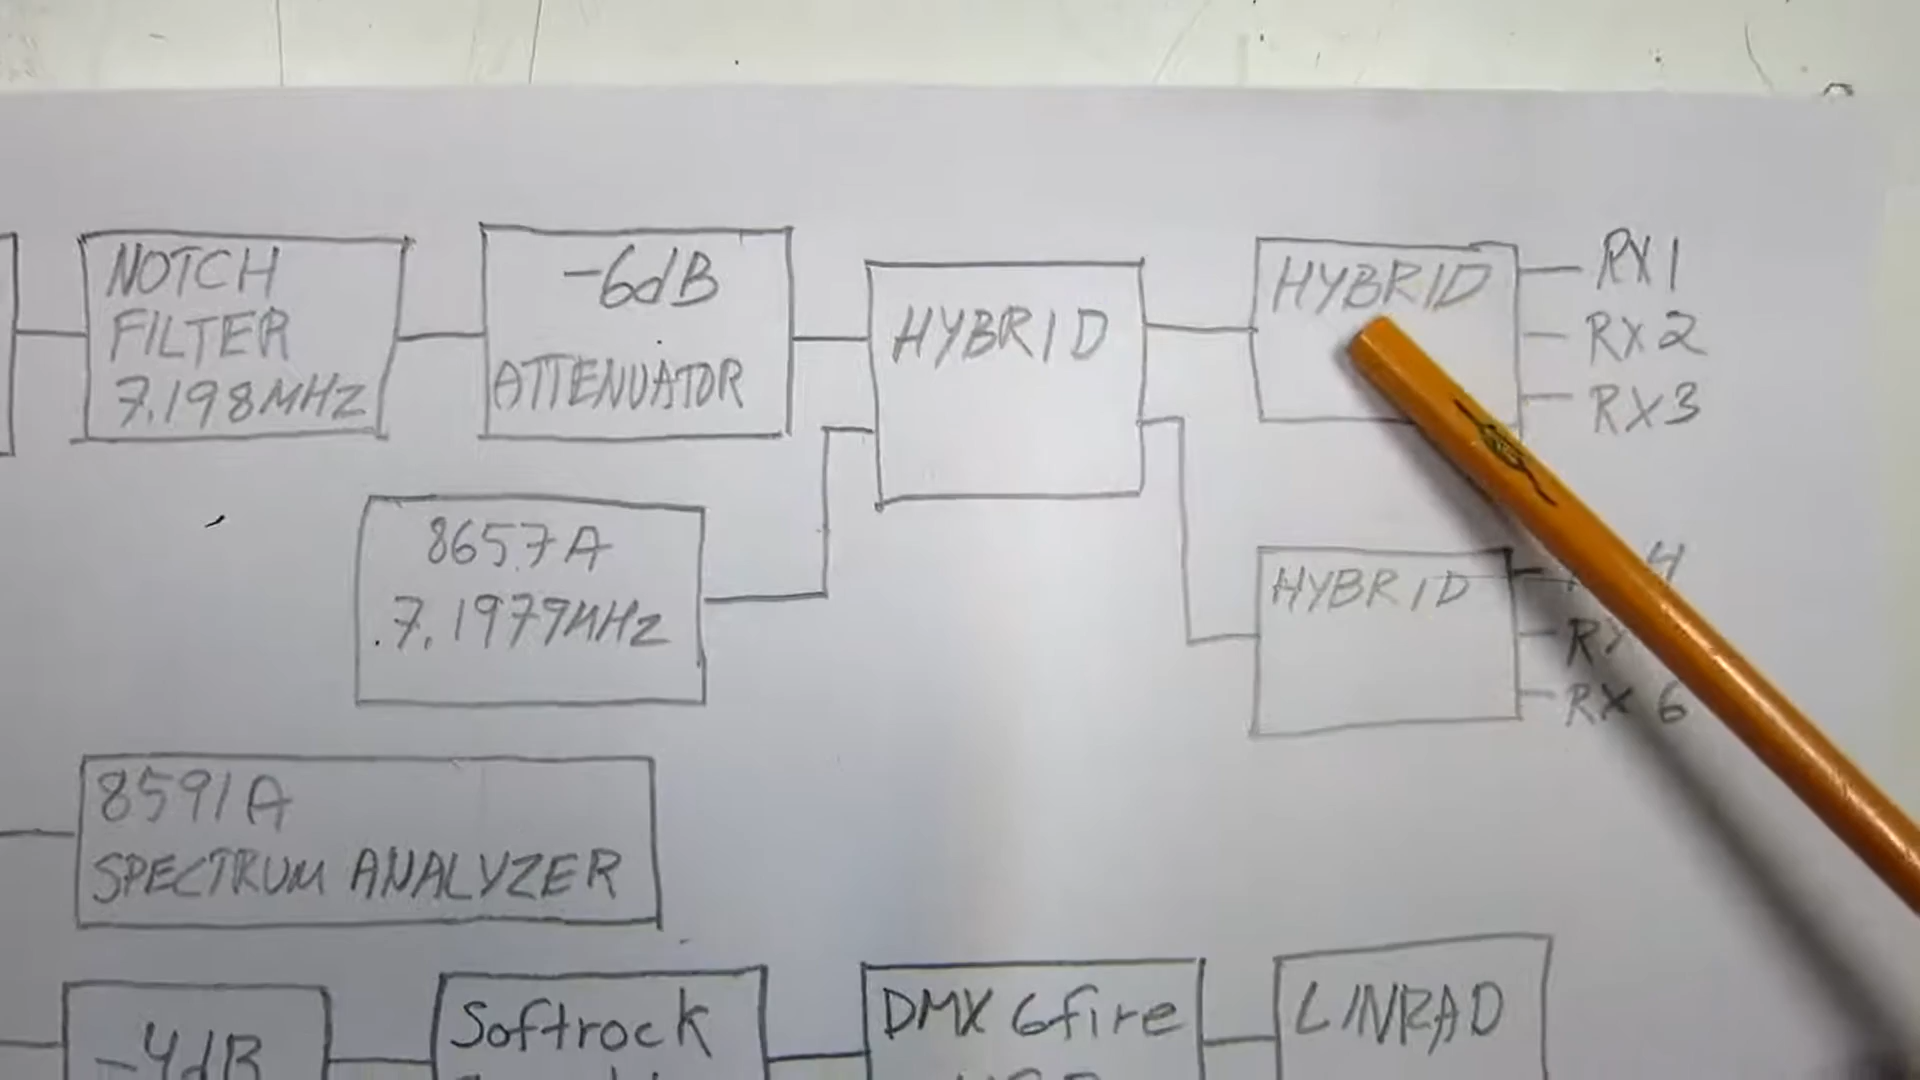 NOTCH
FILTER
7.198MHZ
-6dB
ATTENUATOR
HYBRID
HYBRID
RX1
RX2
RX3
8657A
.7.1979MHZ
HYBRID
4
RX 6
8591A
SPECTRUM ANALYZER
-4dB
Softrock
DMX 6fire
LINRAD